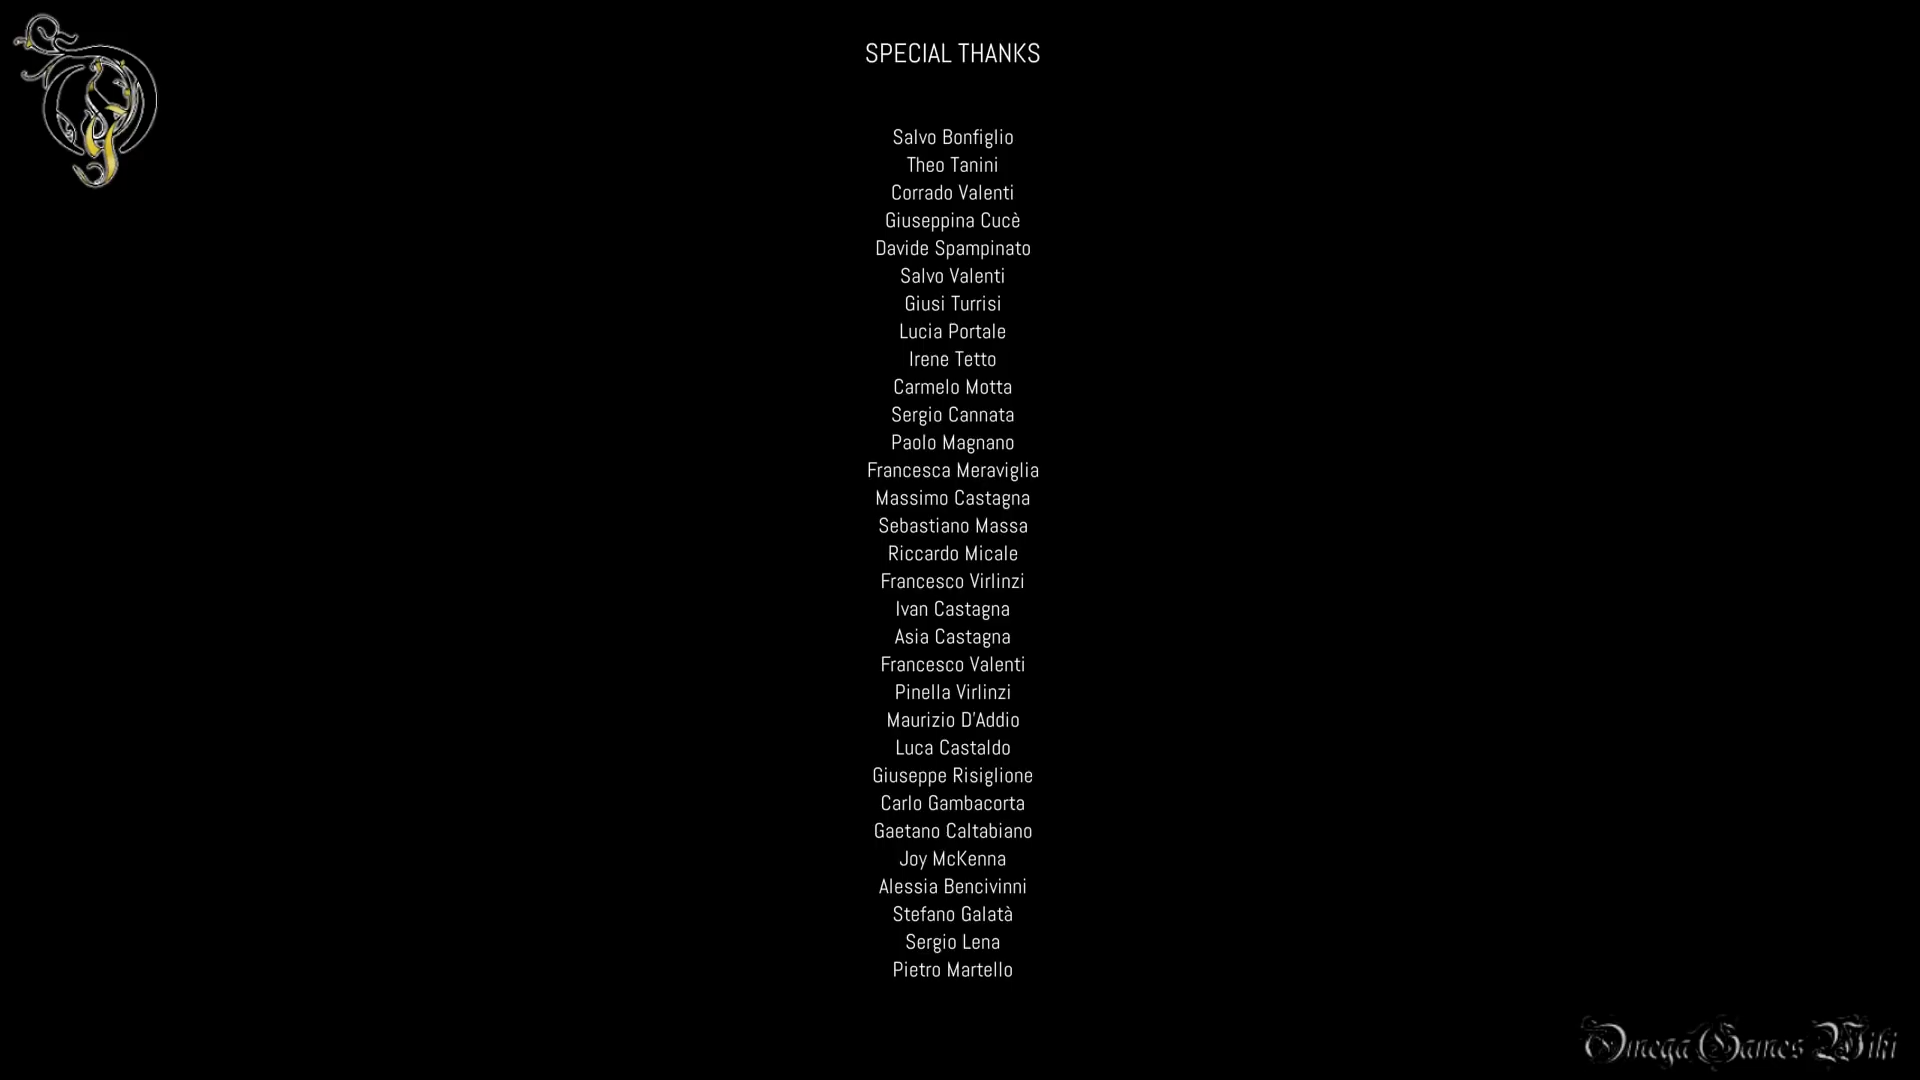 SPECIAL THANKS
Salvo Bonfiglio
Theo Tanini
Corrado Valenti
Giuseppina Cucè
Davide Spampinato
Salvo Valenti
Giusi Turrisi
Lucia Portale
Irene Tetto
Carmelo Motta
Sergio Cannata
Paolo Magnano
Francesca Meraviglia
Massimo Castagna
Sebastiano Massa
Riccardo Micale
Francesco Virlinzi
Ivan Castagna
Asia Castagna
Francesco Valenti
Pinella Virlinzi
Maurizio D'Addio
Luca Castaldo
Giuseppe Risiglione
Carlo Gambacorta
Gaetano Caltabiano
Joy McKenna
Alessia Bencivinni
Stefano Galatà
Sergio Lena
Pietro Martello
Omega Games Wiki